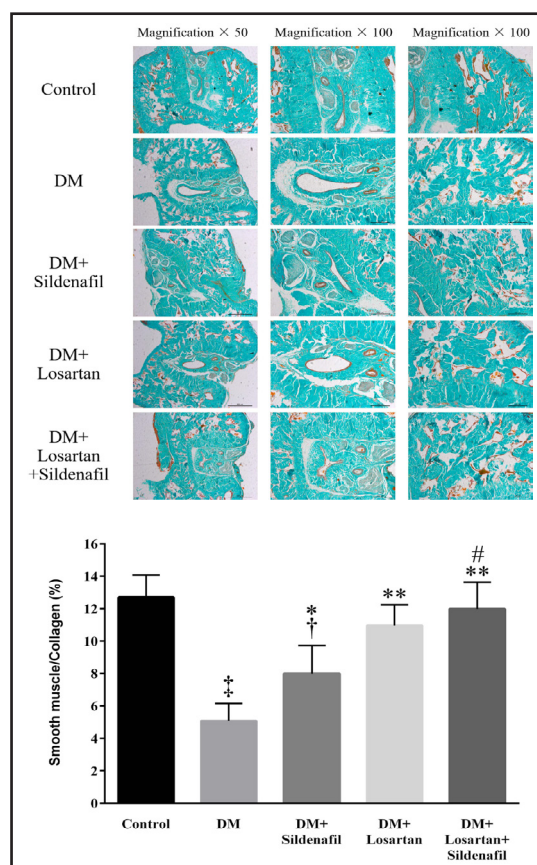 Magnification × 50 Magnification × 100 Magnification × 100
Control
DM
DM+
Sildenafil
DM+
Losartan
DM+
Losartan
+Sildenafil
Smooth muscle/Collagen (%)
16
14
12
10
8
6
4
2
0
‡
*
†
**
#
**
Control DM DM+ DM+ DM+
Sildenafil Losartan Losartan+
Sildenafil